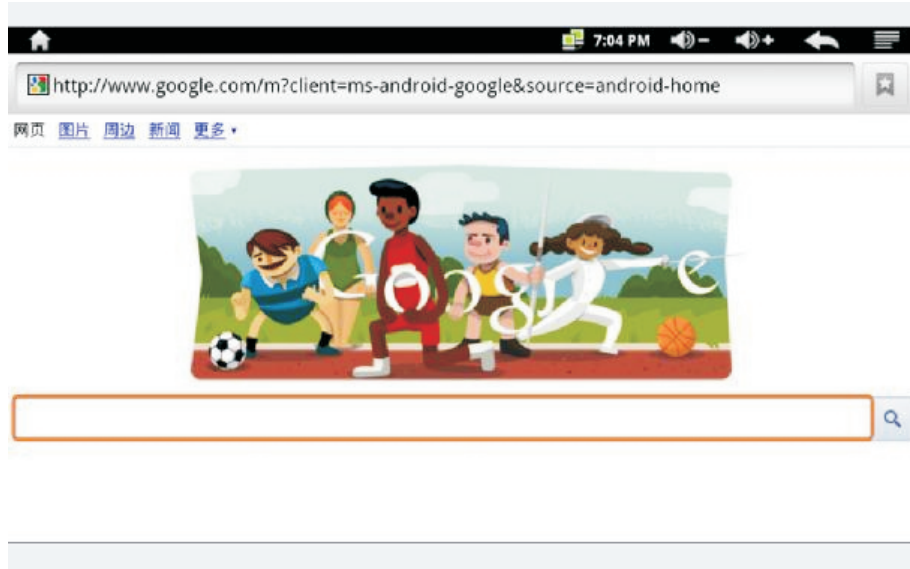 7:04 PM - +
http://www.google.com/m?client=ms-android-google&source=android-home
网页 图片 周边 新闻 更多
Google